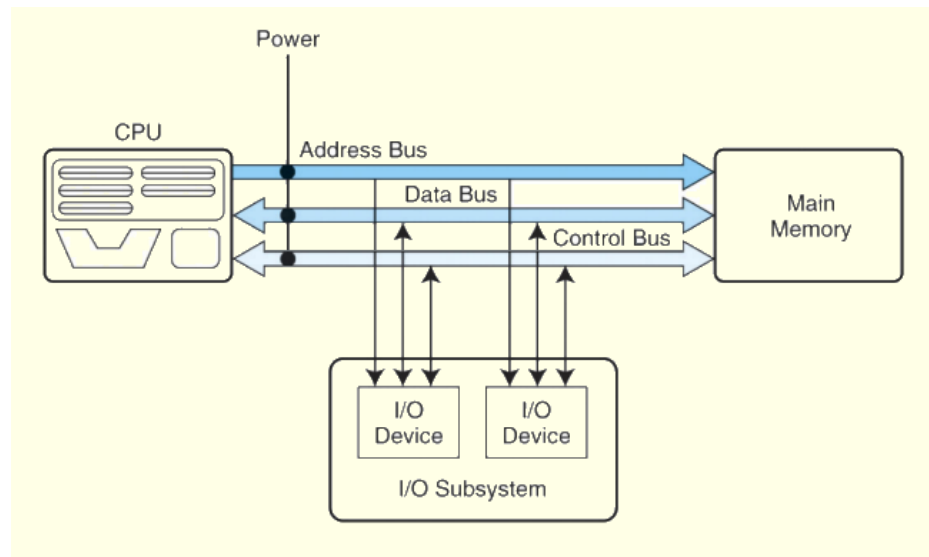 Power
CPU
Address Bus
Data Bus
Control Bus
Main
Memory
I/O
Device
I/O
Device
I/O Subsystem